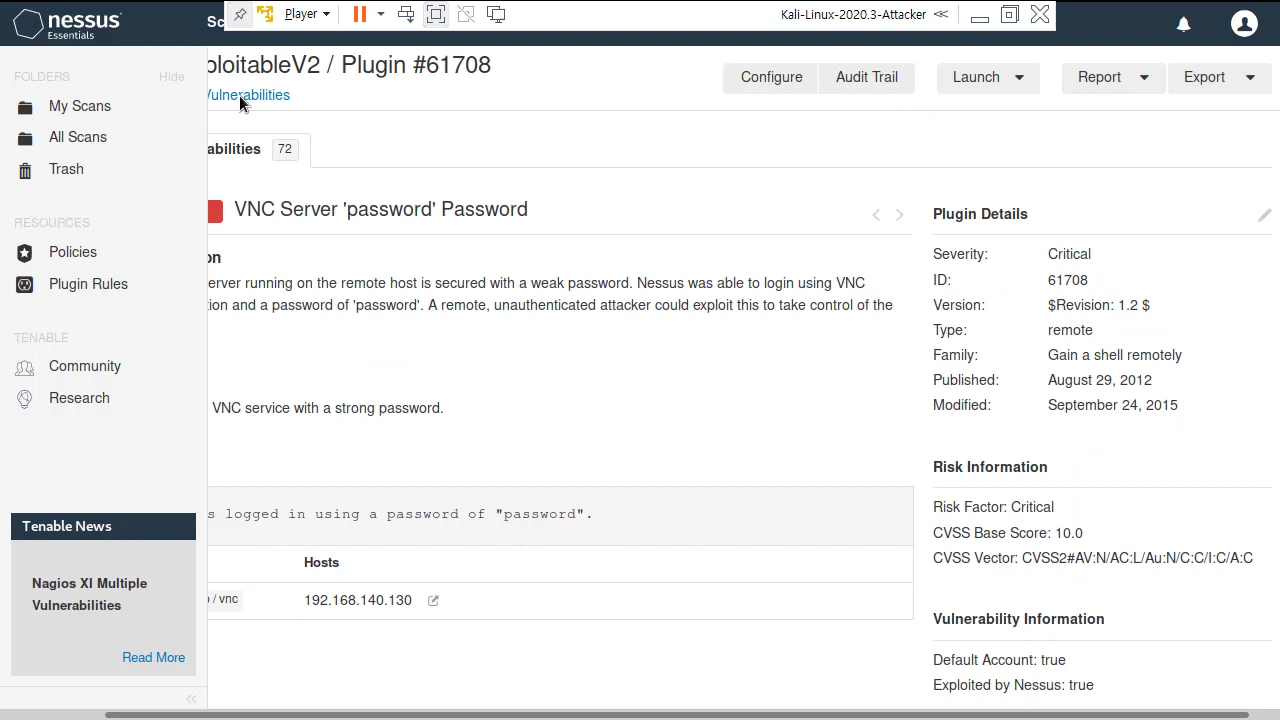 nessus
Essentials
Sc
Player
Kali-Linux-2020.3-Attacker
FOLDERS
Hide
My Scans
All Scans
Trash
RESOURCES
Policies
Plugin Rules
TENABLE
Community
Research
Tenable News
Nagios XI Multiple
Vulnerabilities
Read More
ploitableV2 / Plugin #61708
Vulnerabilities
Configure
Audit Trail
Launch
Report
Export
abilities 72
VNC Server 'password' Password
on
erver running on the remote host is secured with a weak password. Nessus was able to login using VNC
tion and a password of 'password'. A remote, unauthenticated attacker could exploit this to take control of the
VNC service with a strong password.
s logged in using a password of "password".
Hosts
/ vnc
192.168.140.130
Plugin Details
Severity: Critical
ID: 61708
Version: $Revision: 1.2 $
Type: remote
Family: Gain a shell remotely
Published: August 29, 2012
Modified: September 24, 2015
Risk Information
Risk Factor: Critical
CVSS Base Score: 10.0
CVSS Vector: CVSS2#AV:N/AC:L/Au:N/C:C/I:C/A:C
Vulnerability Information
Default Account: true
Exploited by Nessus: true